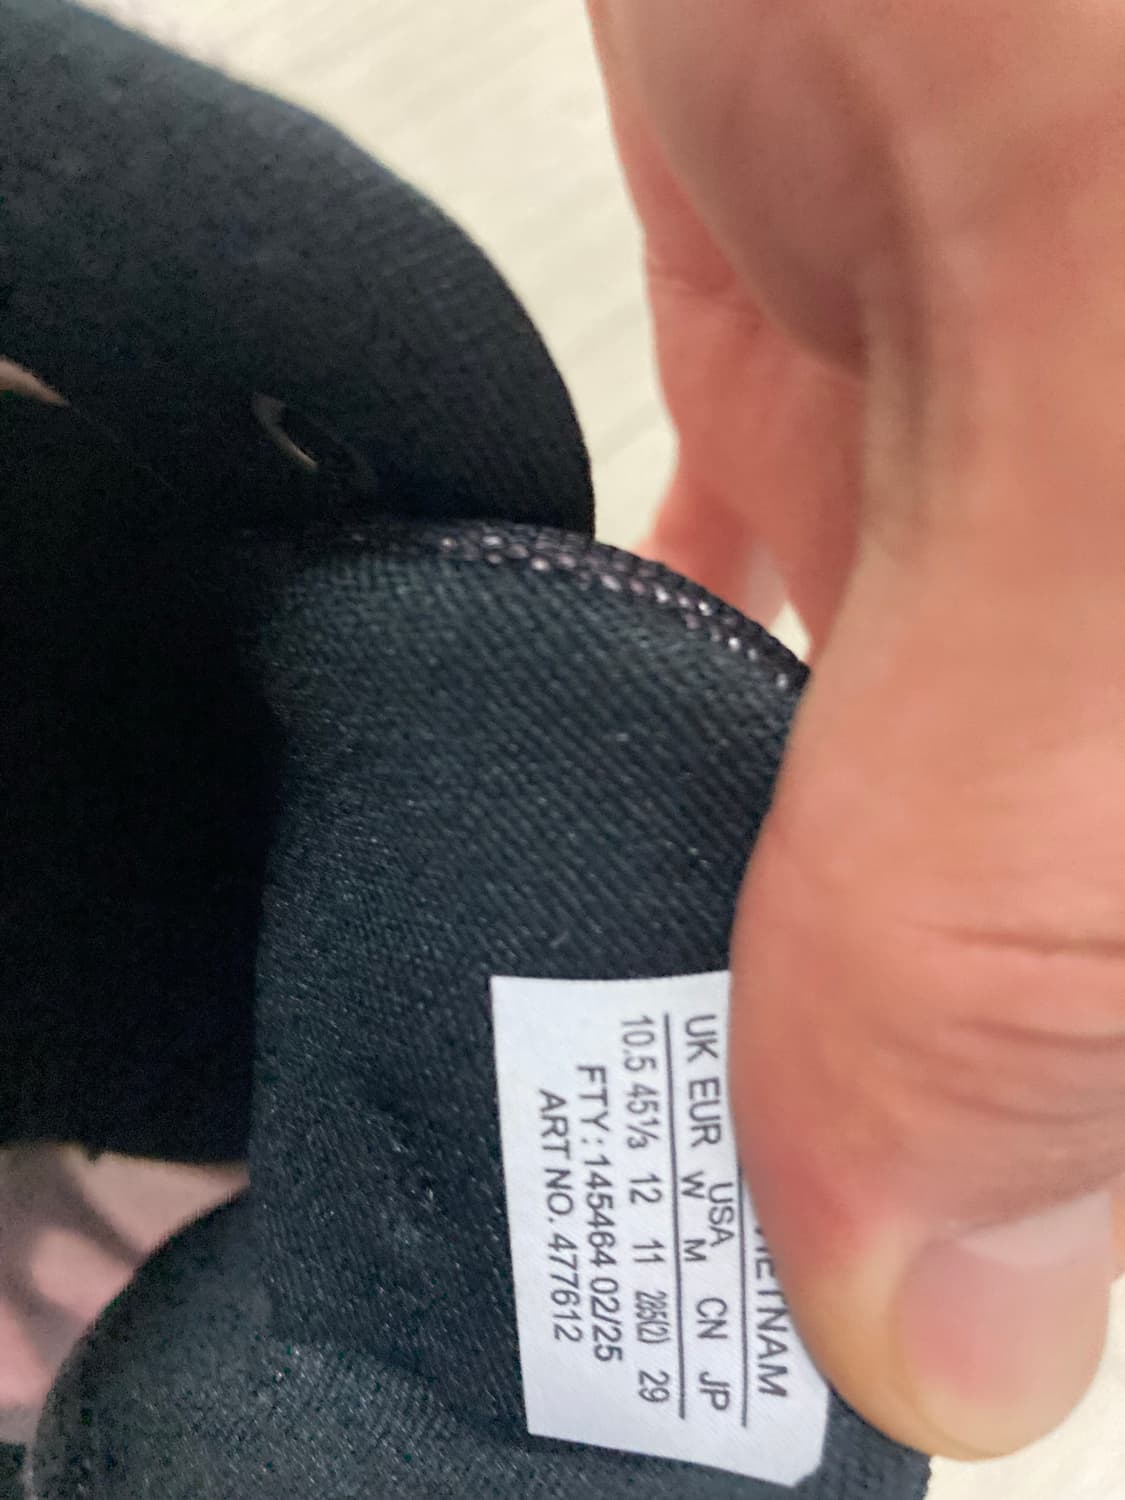 UK EUR USA CN JP
W M
10.5 45⅓ 12 11 285(2) 29
FTY: 145464 02/25
ART NO. 477612